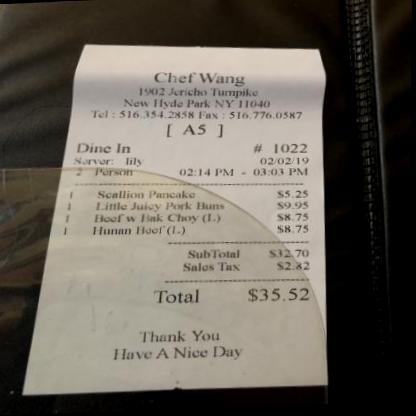 Chef Wang
1902 Jericho Turnpike
New Hyde Park NY 11040
Tel : 516.354.2858 Fax : 516.776.0587
[ A5 ]
Dine In # 1022
Server: lily 02/02/19
2 Person 02:14 PM - 03:03 PM
1 Scallion Pancake $5.25
1 Little Juicy Pork Buns $9.95
1 Beef w Bak Choy (L) $8.75
1 Hunan Beef (L) $8.75
SubTotal $32.70
Sales Tax $2.82
Total $35.52
Thank You
Have A Nice Day